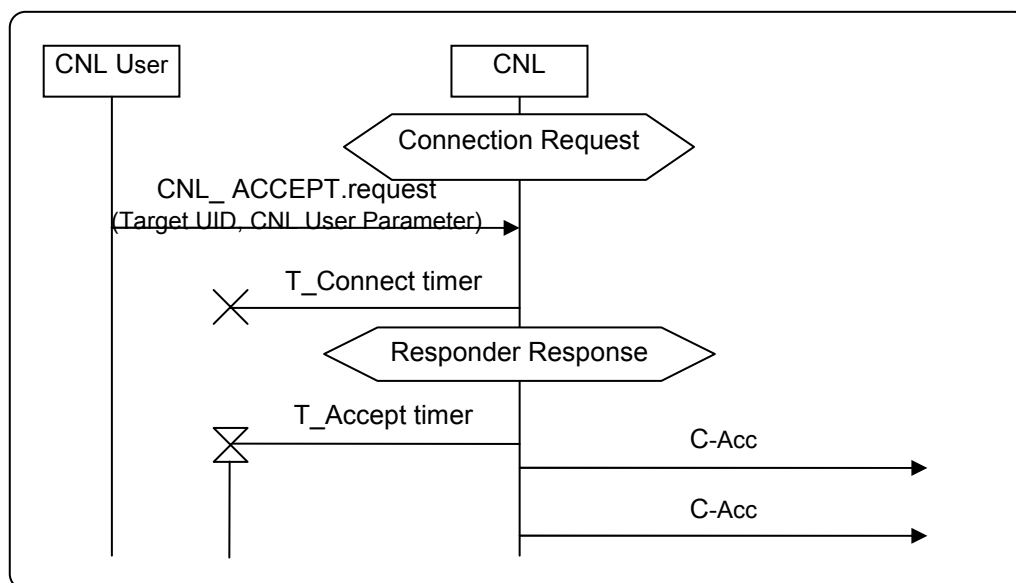 CNL User
CNL
Connection Request
CNL_ ACCEPT.request
(Target UID, CNL User Parameter)
T_Connect timer
Responder Response
T_Accept timer
C-Acc
C-Acc